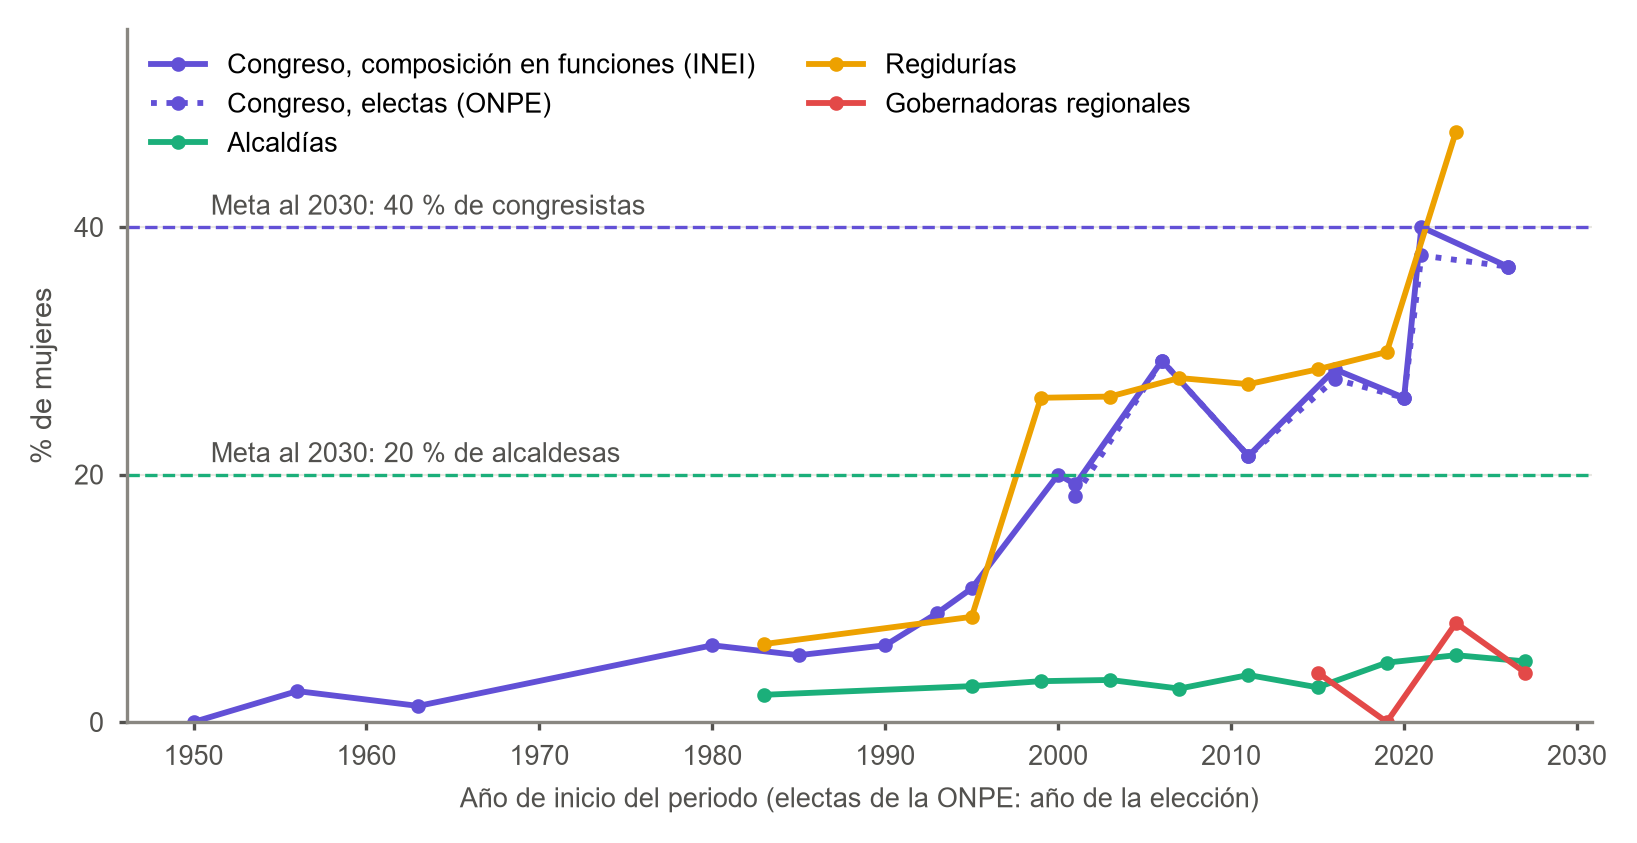 Congreso, composición en funciones (INEI)
Congreso, electas (ONPE)
Alcaldías
Regidurías
Gobernadoras regionales
Meta al 2030: 40 % de congresistas
Meta al 2030: 20 % de alcaldesas
% de mujeres
40
20
0
1950 1960 1970 1980 1990 2000 2010 2020 2030
Año de inicio del periodo (electas de la ONPE: año de la elección)